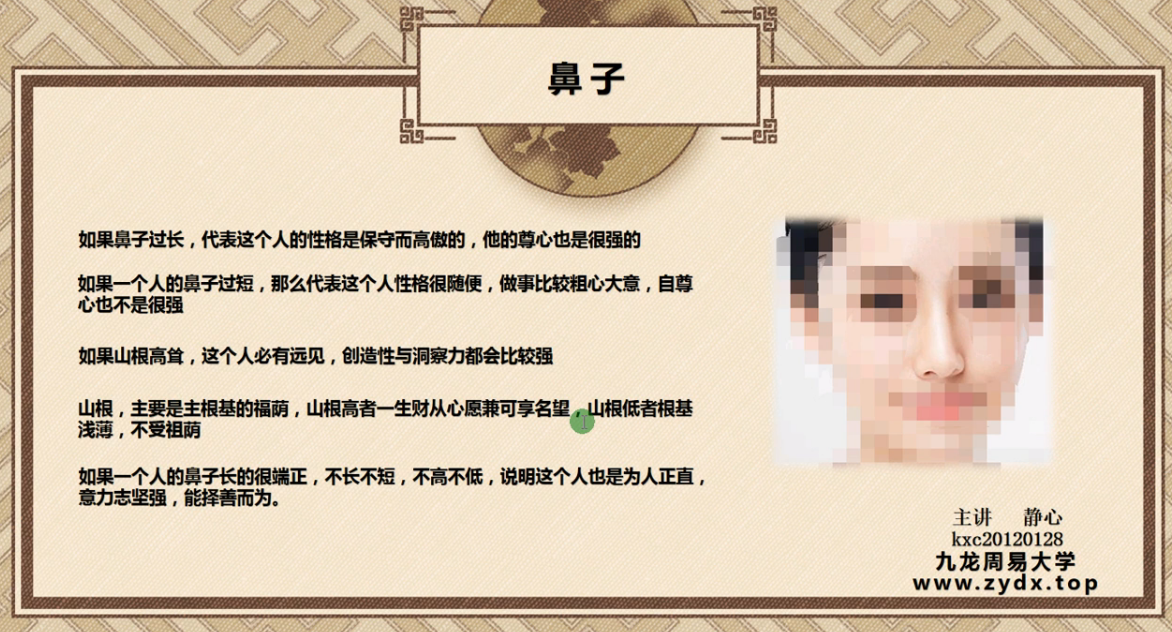 鼻子
如果鼻子过长，代表这个人的性格是保守而高傲的，他的尊心也是很强的
如果一个人的鼻子过短，那么代表这个人性格很随便，做事比较粗心大意，自尊
心也不是很强
如果山根高耸，这个人必有远见，创造性与洞察力都会比较强
山根，主要是主根基的福荫，山根高者一生财从心愿兼可享名望，山根低者根基
浅薄，不受祖荫
如果一个人的鼻子长的很端正，不长不短，不高不低，说明这个人也是为人正直，
意力志坚强，能择善而为。
主讲 静心
kxc20120128
九龙周易大学
www.zydx.top